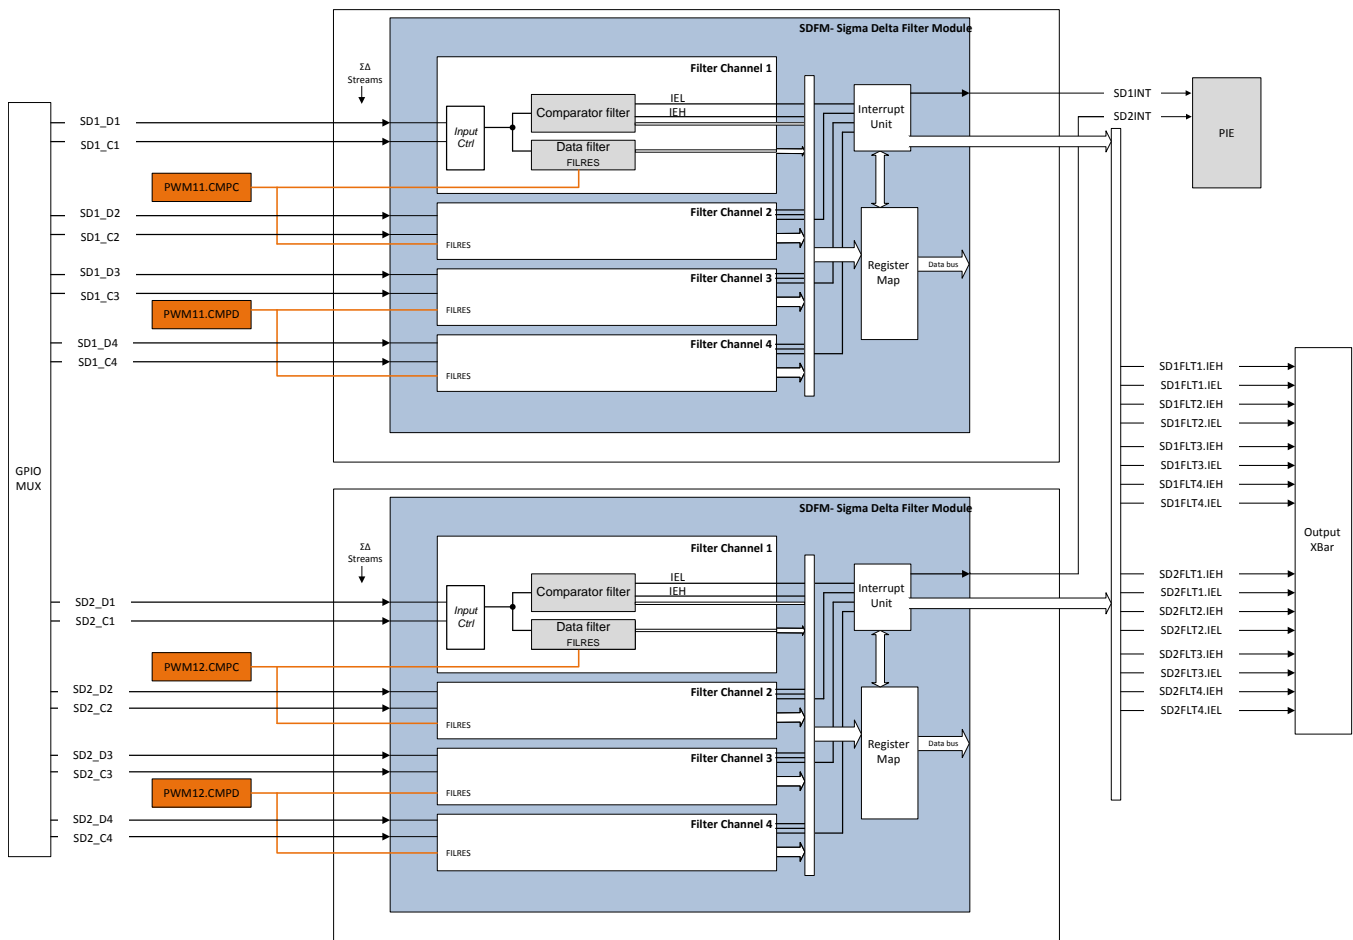 SDFM- Sigma Delta Filter Module
ΣΔ
Streams
Filter Channel 1
SD1_D1
SD1_C1
Input
Ctrl
Comparator filter
IEL
IEH
Data filter
FILRES
Interrupt
Unit
SD1INT
SD2INT
PIE
PWM11.CMPC
SD1_D2
SD1_C2
Filter Channel 2
FILRES
SD1_D3
SD1_C3
Filter Channel 3
FILRES
Register
Map
Data bus
PWM11.CMPD
SD1_D4
SD1_C4
Filter Channel 4
FILRES
GPIO
MUX
SD1FLT1.IEH
SD1FLT1.IEL
SD1FLT2.IEH
SD1FLT2.IEL
SD1FLT3.IEH
SD1FLT3.IEL
SD1FLT4.IEH
SD1FLT4.IEL
Output
XBar
SDFM- Sigma Delta Filter Module
ΣΔ
Streams
Filter Channel 1
SD2_D1
SD2_C1
Input
Ctrl
Comparator filter
IEL
IEH
Data filter
FILRES
Interrupt
Unit
PWM12.CMPC
SD2_D2
SD2_C2
Filter Channel 2
FILRES
SD2_D3
SD2_C3
Filter Channel 3
FILRES
Register
Map
Data bus
PWM12.CMPD
SD2_D4
SD2_C4
Filter Channel 4
FILRES
SD2FLT1.IEH
SD2FLT1.IEL
SD2FLT2.IEH
SD2FLT2.IEL
SD2FLT3.IEH
SD2FLT3.IEL
SD2FLT4.IEH
SD2FLT4.IEL